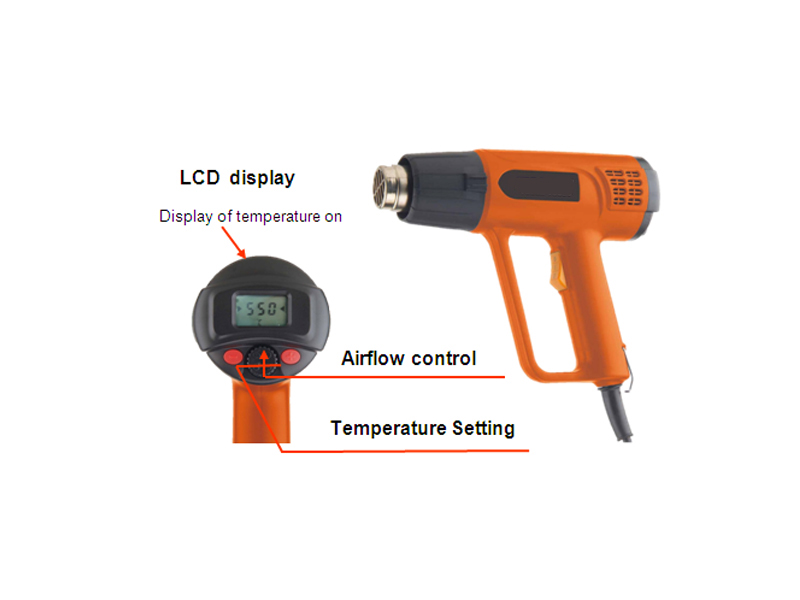 LCD display
Display of temperature on
550
Airflow control
Temperature Setting